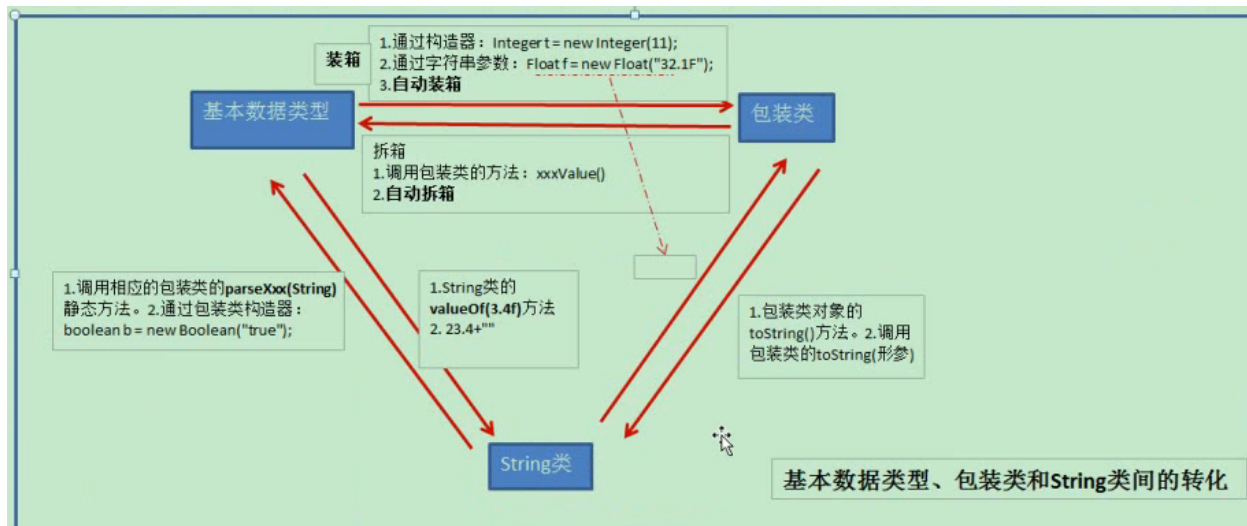 装箱
1.通过构造器：Integer t = new Integer(11);
2.通过字符串参数：Float f = new Float("32.1F");
3.自动装箱
基本数据类型
包装类
拆箱
1.调用包装类的方法：xxxValue()
2.自动拆箱
1.调用相应的包装类的parseXxx(String)
静态方法。2.通过包装类构造器：
boolean b = new Boolean("true");
1.String类的
valueOf(3.4f)方法
2. 23.4+""
1.包装类对象的
toString()方法。2.调用
包装类的toString(形参)
String类
基本数据类型、包装类和String类间的转化